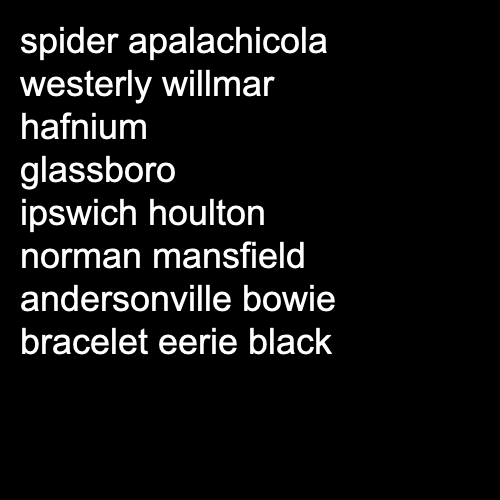 spider apalachicola
westerly willmar
hafnium
glassboro
ipswich houlton
norman mansfield
andersonville bowie
bracelet eerie black